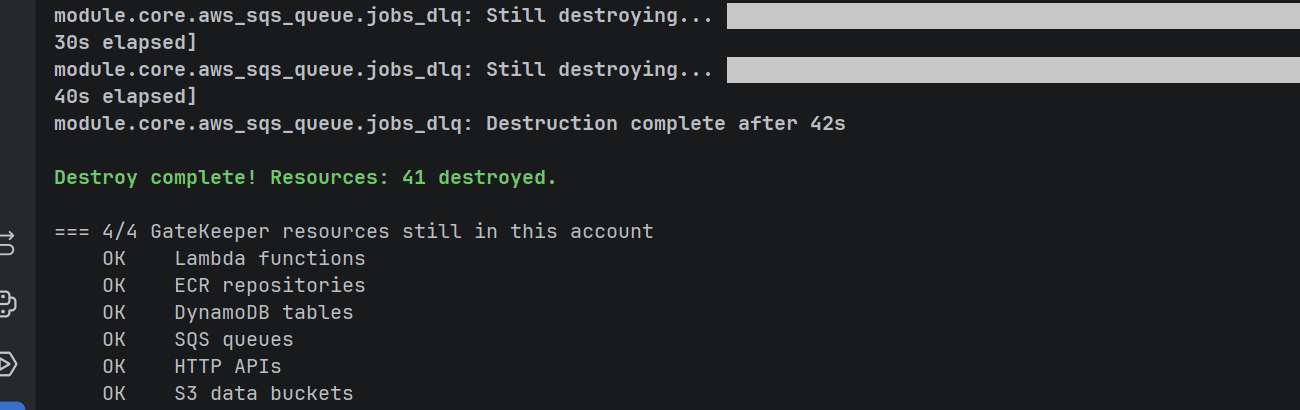 module.core.aws_sqs_queue.jobs_dlq: Still destroying...
30s elapsed]
module.core.aws_sqs_queue.jobs_dlq: Still destroying...
40s elapsed]
module.core.aws_sqs_queue.jobs_dlq: Destruction complete after 42s
Destroy complete! Resources: 41 destroyed.
=== 4/4 GateKeeper resources still in this account
OK    Lambda functions
OK    ECR repositories
OK    DynamoDB tables
OK    SQS queues
OK    HTTP APIs
OK    S3 data buckets